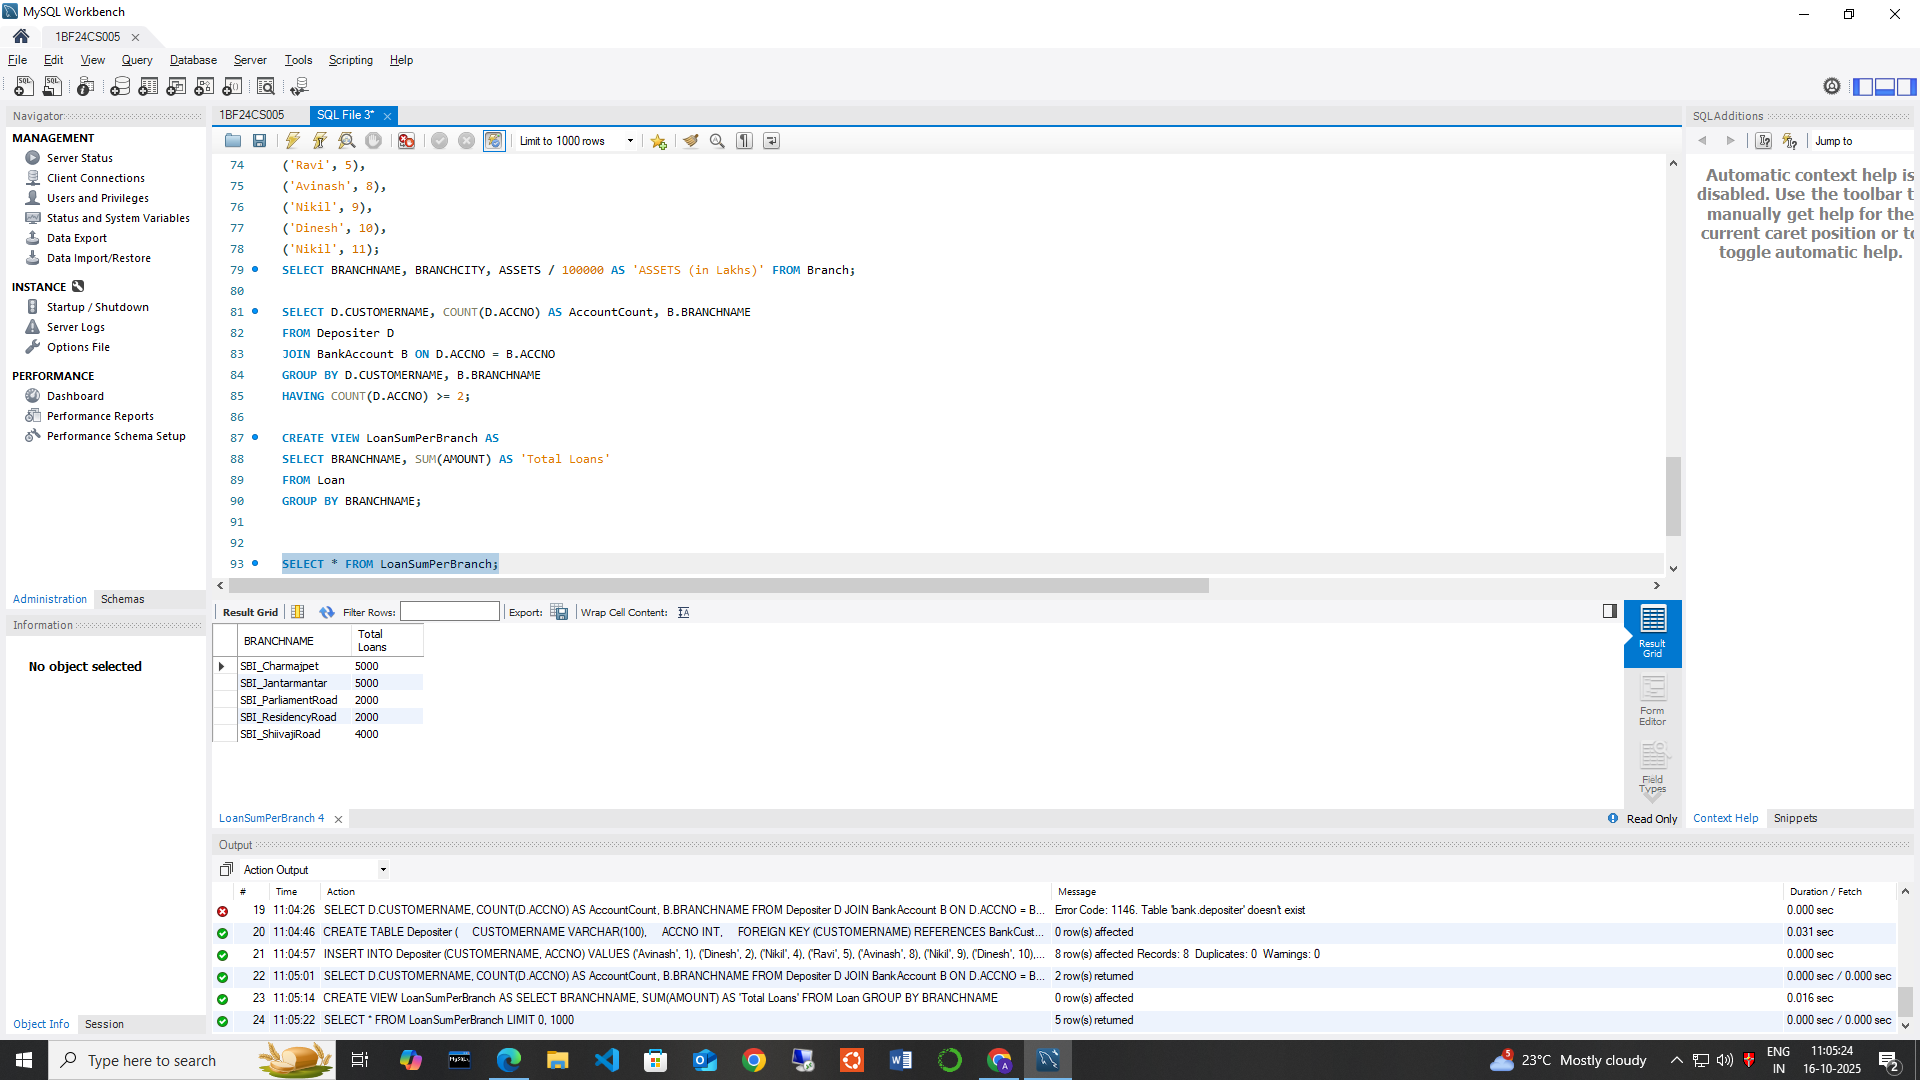 MySQL Workbench
1BF24CS005
File Edit View Query Database Server Tools Scripting Help
Navigator
MANAGEMENT
Server Status
Client Connections
Users and Privileges
Status and System Variables
Data Export
Data Import/Restore
INSTANCE
Startup / Shutdown
Server Logs
Options File
PERFORMANCE
Dashboard
Performance Reports
Performance Schema Setup
Administration Schemas
Information
No object selected
Object Info Session
1BF24CS005 SQL File 3*
Limit to 1000 rows
74 ('Ravi', 5),
75 ('Avinash', 8),
76 ('Nikil', 9),
77 ('Dinesh', 10),
78 ('Nikil', 11);
79 SELECT BRANCHNAME, BRANCHCITY, ASSETS / 100000 AS 'ASSETS (in Lakhs)' FROM Branch;
80
81 SELECT D.CUSTOMERNAME, COUNT(D.ACCNO) AS AccountCount, B.BRANCHNAME
82 FROM Depositer D
83 JOIN BankAccount B ON D.ACCNO = B.ACCNO
84 GROUP BY D.CUSTOMERNAME, B.BRANCHNAME
85 HAVING COUNT(D.ACCNO) >= 2;
86
87 CREATE VIEW LoanSumPerBranch AS
88 SELECT BRANCHNAME, SUM(AMOUNT) AS 'Total Loans'
89 FROM Loan
90 GROUP BY BRANCHNAME;
91
92
93 SELECT * FROM LoanSumPerBranch;
Result Grid Filter Rows: Export: Wrap Cell Content:
BRANCHNAME Total Loans
SBI_Charmajpet 5000
SBI_Jantarmantar 5000
SBI_ParliamentRoad 2000
SBI_ResidencyRoad 2000
SBI_ShiivajiRoad 4000
Result Grid
Form Editor
Field Types
LoanSumPerBranch 4
Read Only
SQLAdditions
Jump to
Automatic context help is
disabled. Use the toolbar t
manually get help for the
current caret position or to
toggle automatic help.
Context Help Snippets
Output
Action Output
# Time Action Message Duration / Fetch
19 11:04:26 SELECT D.CUSTOMERNAME, COUNT(D.ACCNO) AS AccountCount, B.BRANCHNAME FROM Depositer D JOIN BankAccount B ON D.ACCNO = B... Error Code: 1146. Table 'bank.depositer' doesn't exist 0.000 sec
20 11:04:46 CREATE TABLE Depositer ( CUSTOMERNAME VARCHAR(100), ACCNO INT, FOREIGN KEY (CUSTOMERNAME) REFERENCES BankCust... 0 row(s) affected 0.031 sec
21 11:04:57 INSERT INTO Depositer (CUSTOMERNAME, ACCNO) VALUES ('Avinash', 1), ('Dinesh', 2), ('Nikil', 4), ('Ravi', 5), ('Avinash', 8), ('Nikil', 9), ('Dinesh', 10),... 8 row(s) affected Records: 8 Duplicates: 0 Warnings: 0 0.000 sec
22 11:05:01 SELECT D.CUSTOMERNAME, COUNT(D.ACCNO) AS AccountCount, B.BRANCHNAME FROM Depositer D JOIN BankAccount B ON D.ACCNO = B... 2 row(s) returned 0.000 sec / 0.000 sec
23 11:05:14 CREATE VIEW LoanSumPerBranch AS SELECT BRANCHNAME, SUM(AMOUNT) AS 'Total Loans' FROM Loan GROUP BY BRANCHNAME 0 row(s) affected 0.016 sec
24 11:05:22 SELECT * FROM LoanSumPerBranch LIMIT 0, 1000 5 row(s) returned 0.000 sec / 0.000 sec
Type here to search
5 23°C Mostly cloudy
ENG
IN
11:05:24
16-10-2025
2